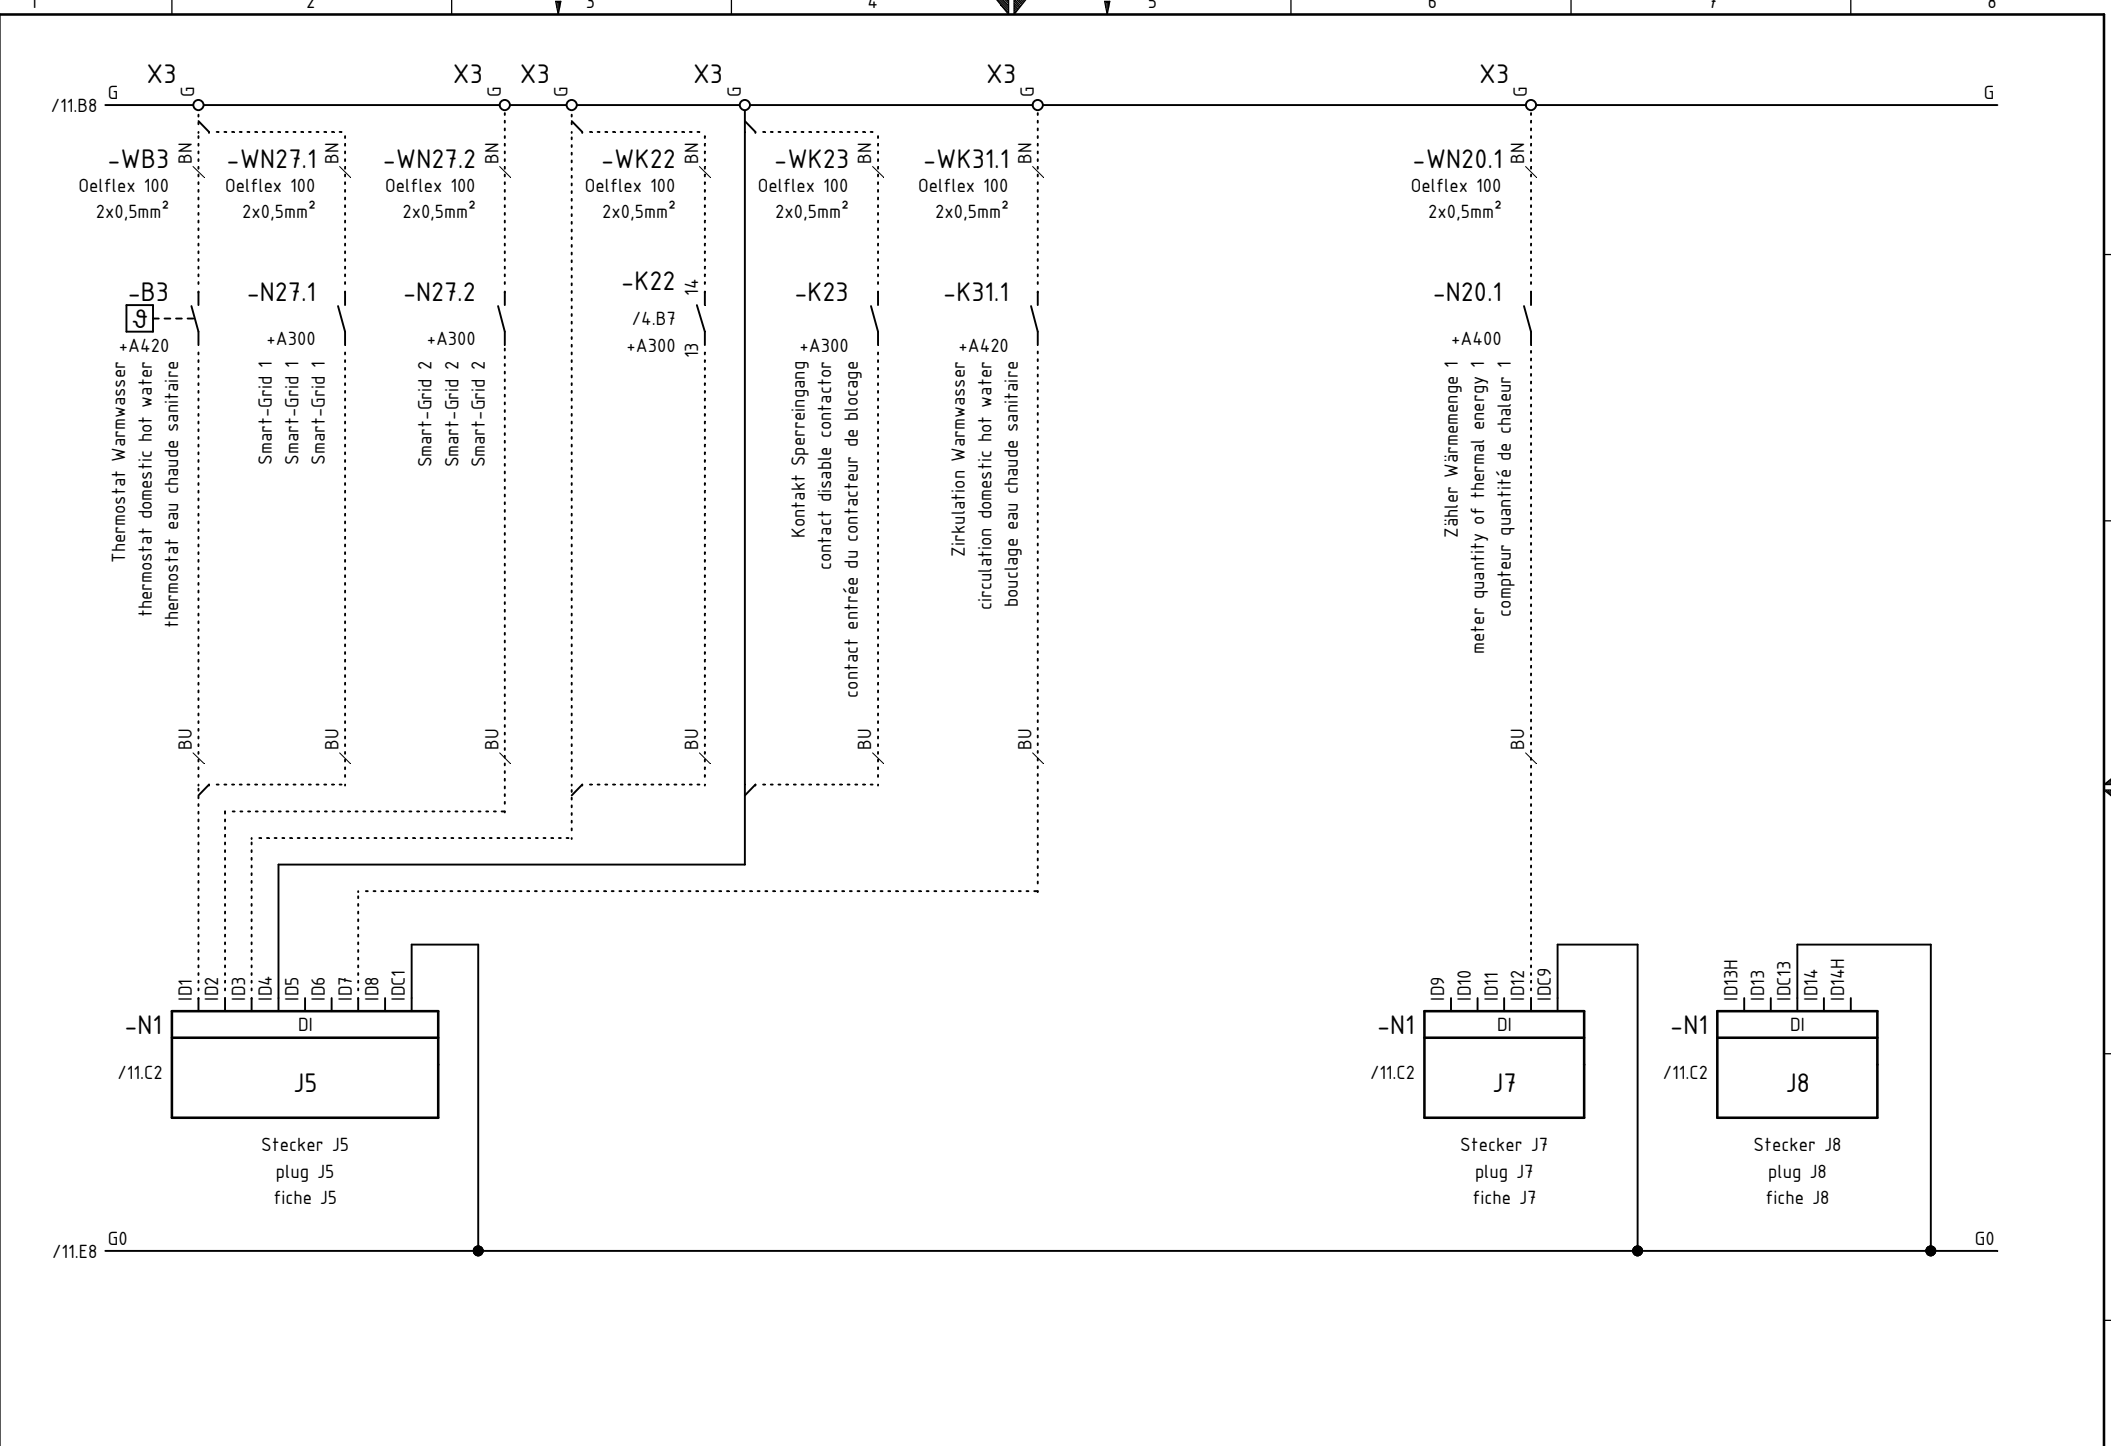 1 2 3 4 5 6 7 8
X3 X3 X3 X3 X3 X3
G G G G G G
/11.B8 G G
-WB3 BN -WN27.1 BN -WN27.2 BN -WK22 BN -WK23 BN -WK31.1 BN -WN20.1 BN
Oelflex 100 Oelflex 100 Oelflex 100 Oelflex 100 Oelflex 100 Oelflex 100 Oelflex 100
2x0,5mm² 2x0,5mm² 2x0,5mm² 2x0,5mm² 2x0,5mm² 2x0,5mm² 2x0,5mm²
-B3 -N27.1 -N27.2 -K22 14 -K23 -K31.1 -N20.1
ϑ /4.B7
+A420 +A300 +A300 +A300 13 +A300 +A420 +A400
Thermostat Warmwasser
thermostat domestic hot water
thermostat eau chaude sanitaire
Smart-Grid 1
Smart-Grid 1
Smart-Grid 1
Smart-Grid 2
Smart-Grid 2
Smart-Grid 2
Kontakt Sperreingang
contact disable contactor
contact entrée du contacteur de blocage
Zirkulation Warmwasser
circulation domestic hot water
bouclage eau chaude sanitaire
Zähler Wärmemenge 1
meter quantity of thermal energy 1
compteur quantité de chaleur 1
BU BU BU BU BU BU BU
ID1 ID2 ID3 ID4 ID5 ID6 ID7 ID8 IDC1
-N1 DI
/11.C2 J5
Stecker J5
plug J5
fiche J5
ID9 ID10 ID11 ID12 IDC9
-N1 DI
/11.C2 J7
Stecker J7
plug J7
fiche J7
ID13H ID13 IDC13 ID14 ID14H
-N1 DI
/11.C2 J8
Stecker J8
plug J8
fiche J8
/11.E8 G0 G0